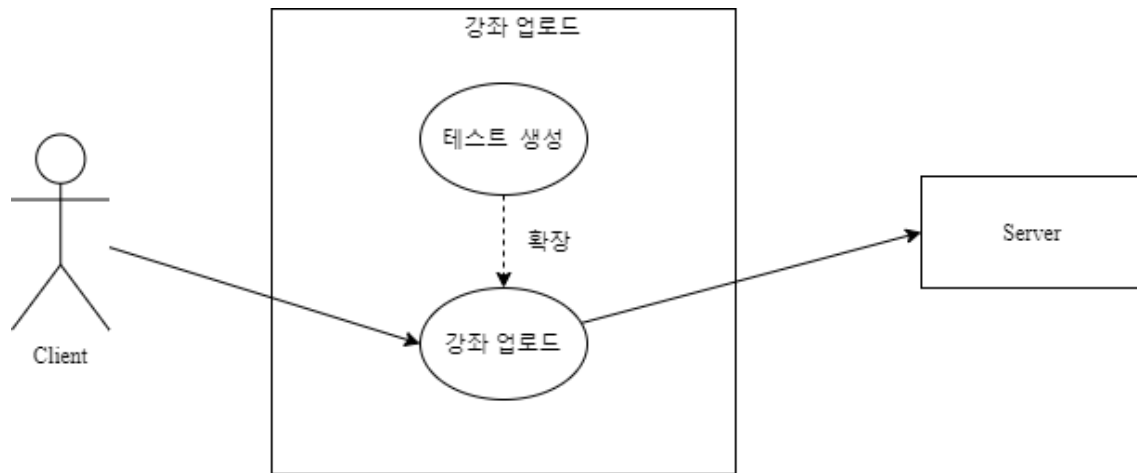 강좌 업로드
테스트 생성
확장
Server
강좌 업로드
Client